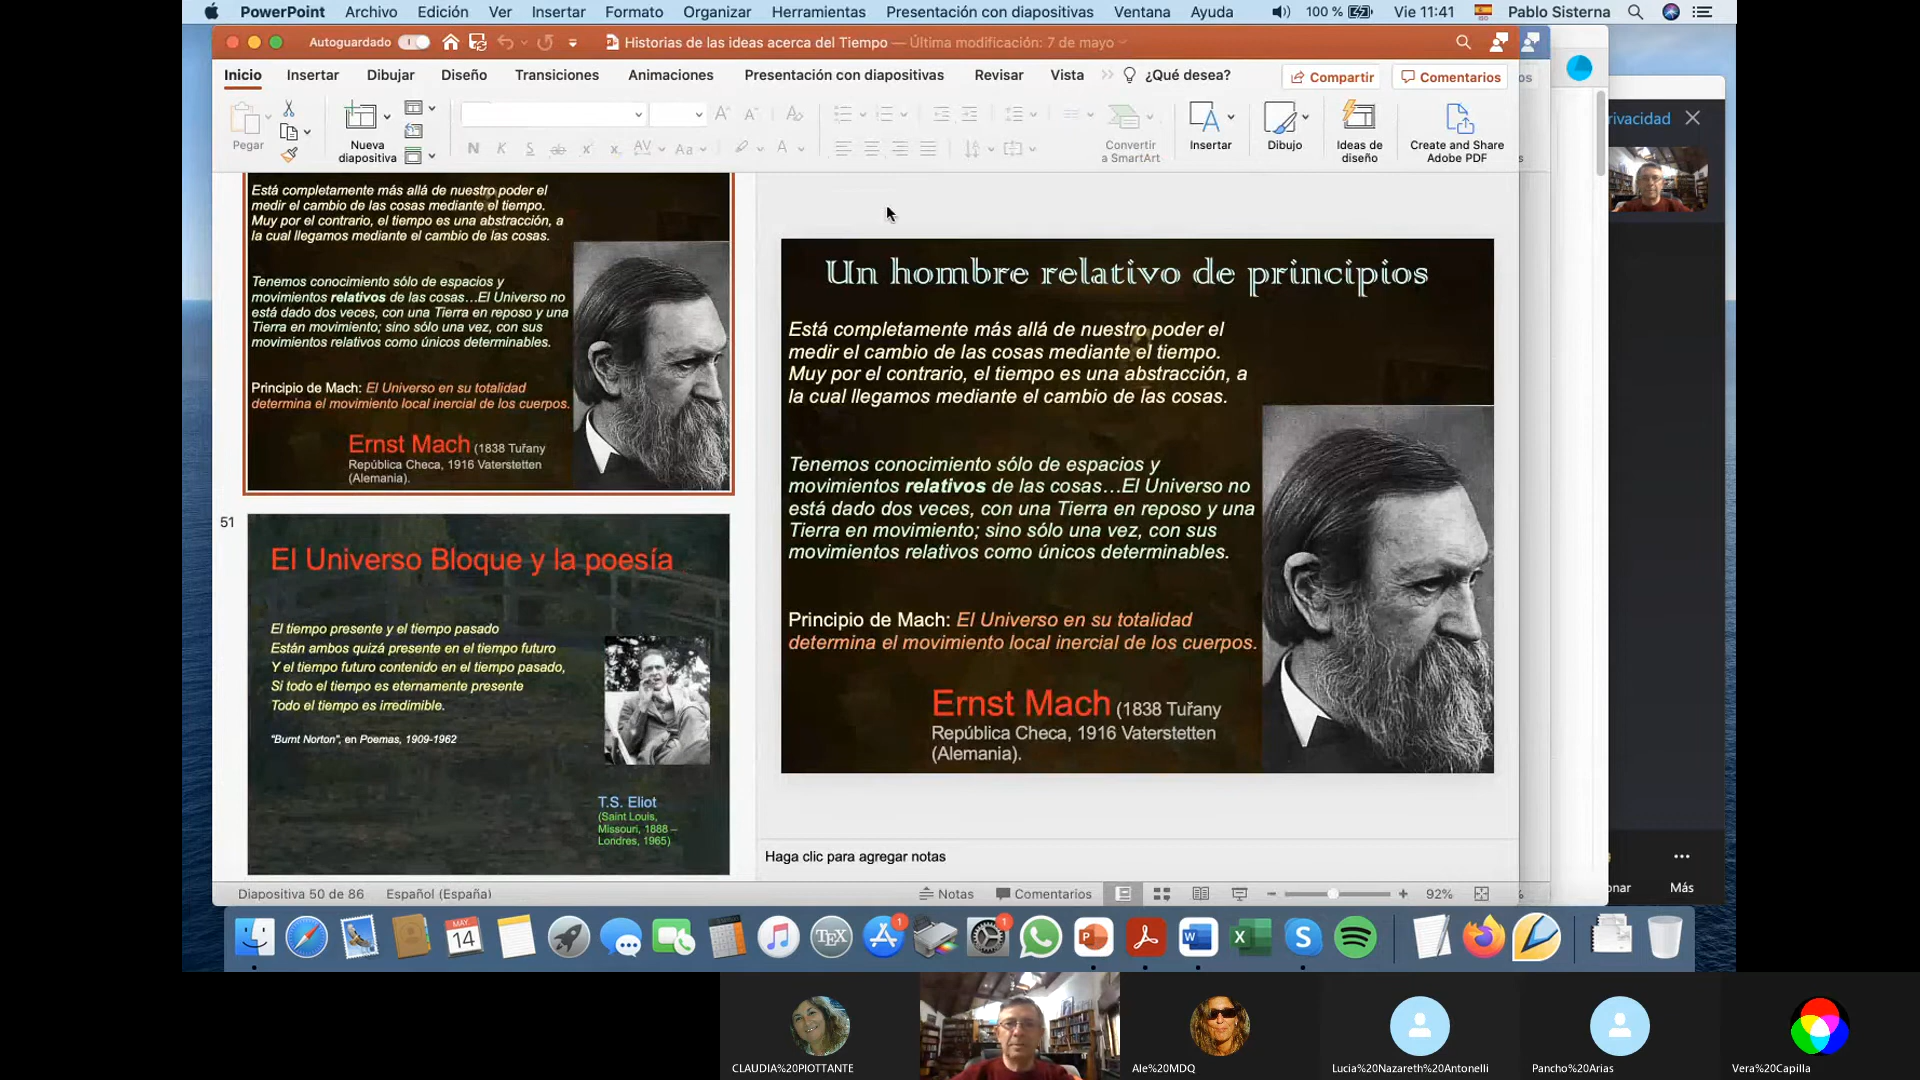 PowerPoint Archivo Edición Ver Insertar Formato Organizar Herramientas Presentación con diapositivas Ventana Ayuda 100 % Vie 11:41 Pablo Sisterna
Autoguardado Historias de las ideas acerca del Tiempo — Última modificación: 7 de mayo
Inicio Insertar Dibujar Diseño Transiciones Animaciones Presentación con diapositivas Revisar Vista ¿Qué desea? Compartir Comentarios os
Pegar
Nueva
diapositiva
N K S ab x x AV Aa A
Convertir
a SmartArt
Insertar
Dibujo
Ideas de
diseño
Create and Share
Adobe PDF
s
rivacidad
Está completamente más allá de nuestro poder el
medir el cambio de las cosas mediante el tiempo.
Muy por el contrario, el tiempo es una abstracción, a
la cual llegamos mediante el cambio de las cosas.
Tenemos conocimiento sólo de espacios y
movimientos relativos de las cosas...El Universo no
está dado dos veces, con una Tierra en reposo y una
Tierra en movimiento; sino sólo una vez, con sus
movimientos relativos como únicos determinables.
Principio de Mach: El Universo en su totalidad
determina el movimiento local inercial de los cuerpos.
Ernst Mach (1838 Tuřany
República Checa, 1916 Vaterstetten
(Alemania).
51
El Universo Bloque y la poesía
El tiempo presente y el tiempo pasado
Están ambos quizá presente en el tiempo futuro
Y el tiempo futuro contenido en el tiempo pasado,
Si todo el tiempo es eternamente presente
Todo el tiempo es irredimible.
"Burnt Norton", en Poemas, 1909-1962
T.S. Eliot
(Saint Louis,
Missouri, 1888 –
Londres, 1965)
Un hombre relativo de principios
Está completamente más allá de nuestro poder el
medir el cambio de las cosas mediante el tiempo.
Muy por el contrario, el tiempo es una abstracción, a
la cual llegamos mediante el cambio de las cosas.
Tenemos conocimiento sólo de espacios y
movimientos relativos de las cosas...El Universo no
está dado dos veces, con una Tierra en reposo y una
Tierra en movimiento; sino sólo una vez, con sus
movimientos relativos como únicos determinables.
Principio de Mach: El Universo en su totalidad
determina el movimiento local inercial de los cuerpos.
Ernst Mach (1838 Tuřany
República Checa, 1916 Vaterstetten
(Alemania).
Haga clic para agregar notas
onar Más
Diapositiva 50 de 86 Español (España) Notas Comentarios 92%
MAY.
14
TEX
1
1
P
W
X
S
CLAUDIA%20PIOTTANTE
Ale%20MDQ
Lucia%20Nazareth%20Antonelli
Pancho%20Arias
Vera%20Capilla